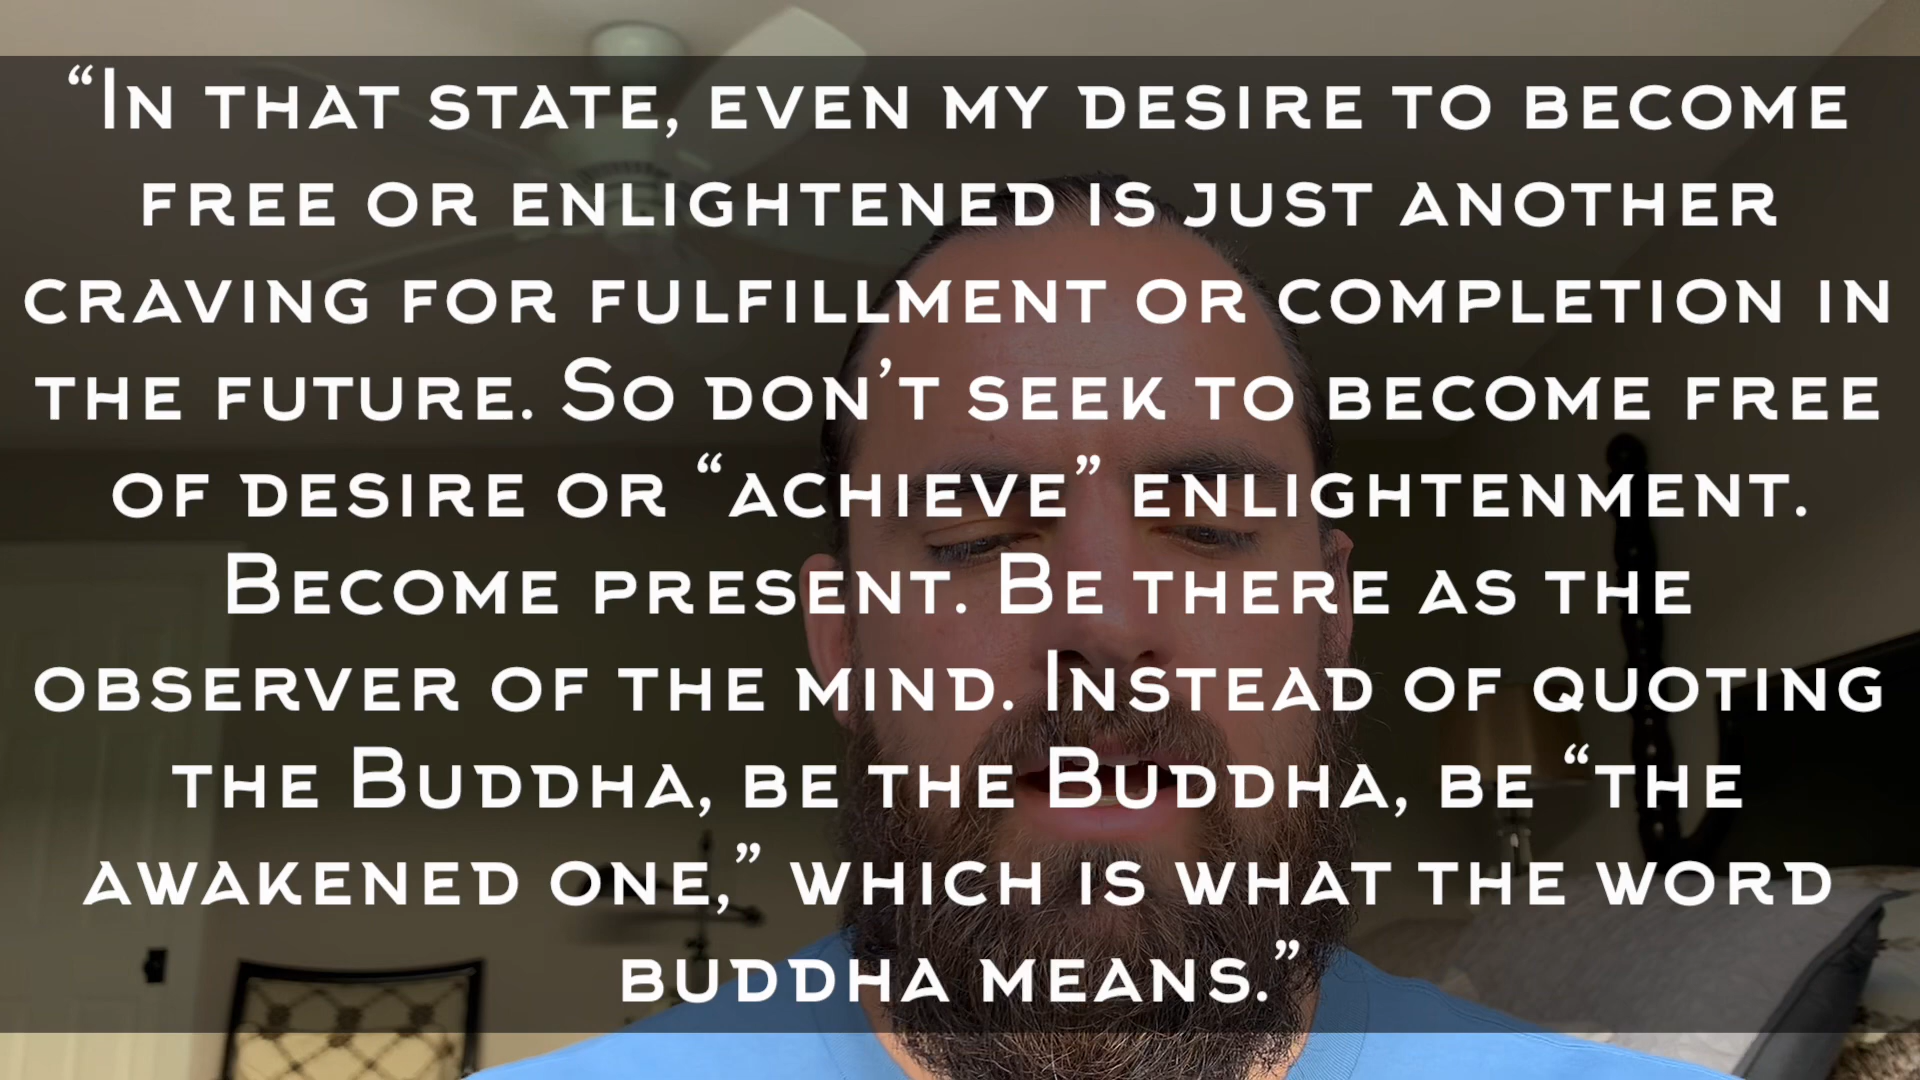 “In that state, even my desire to become
free or enlightened is just another
craving for fulfillment or completion in
the future. So don’t seek to become free
of desire or “achieve” enlightenment.
Become present. Be there as the
observer of the mind. Instead of quoting
the Buddha, be the Buddha, be “the
awakened one,” which is what the word
buddha means.”